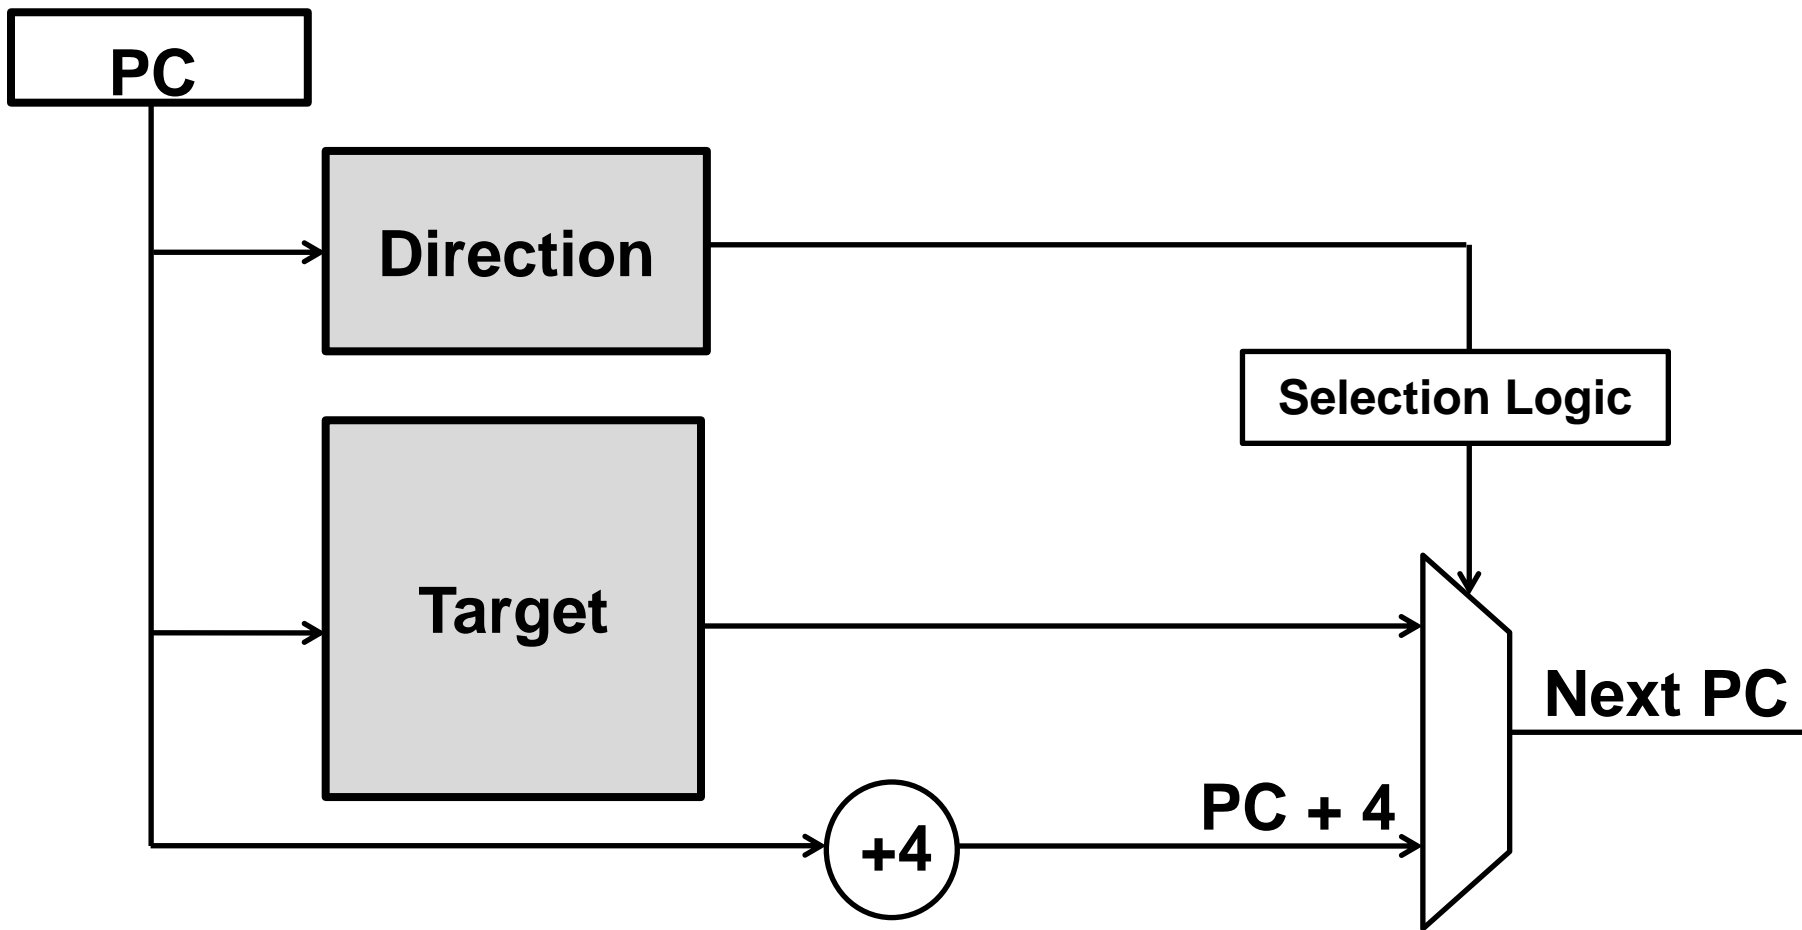 PC
Direction
Selection Logic
Target
Next PC
PC + 4
+4